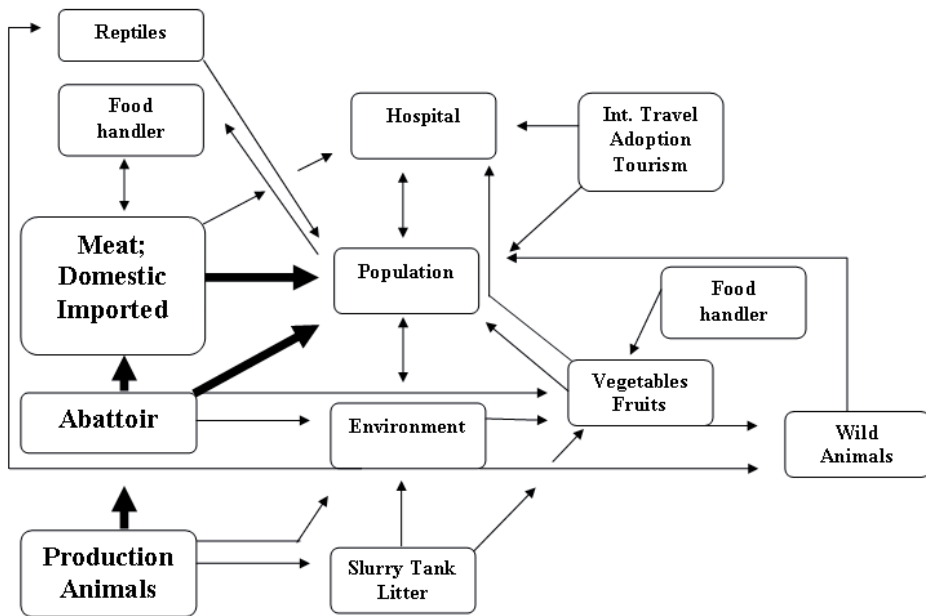 Reptiles
Food
handler
Hospital
Int. Travel
Adoption
Tourism
Meat;
Domestic
Imported
Population
Food
handler
Abattoir
Environment
Vegetables
Fruits
Wild
Animals
Production
Animals
Slurry Tank
Litter